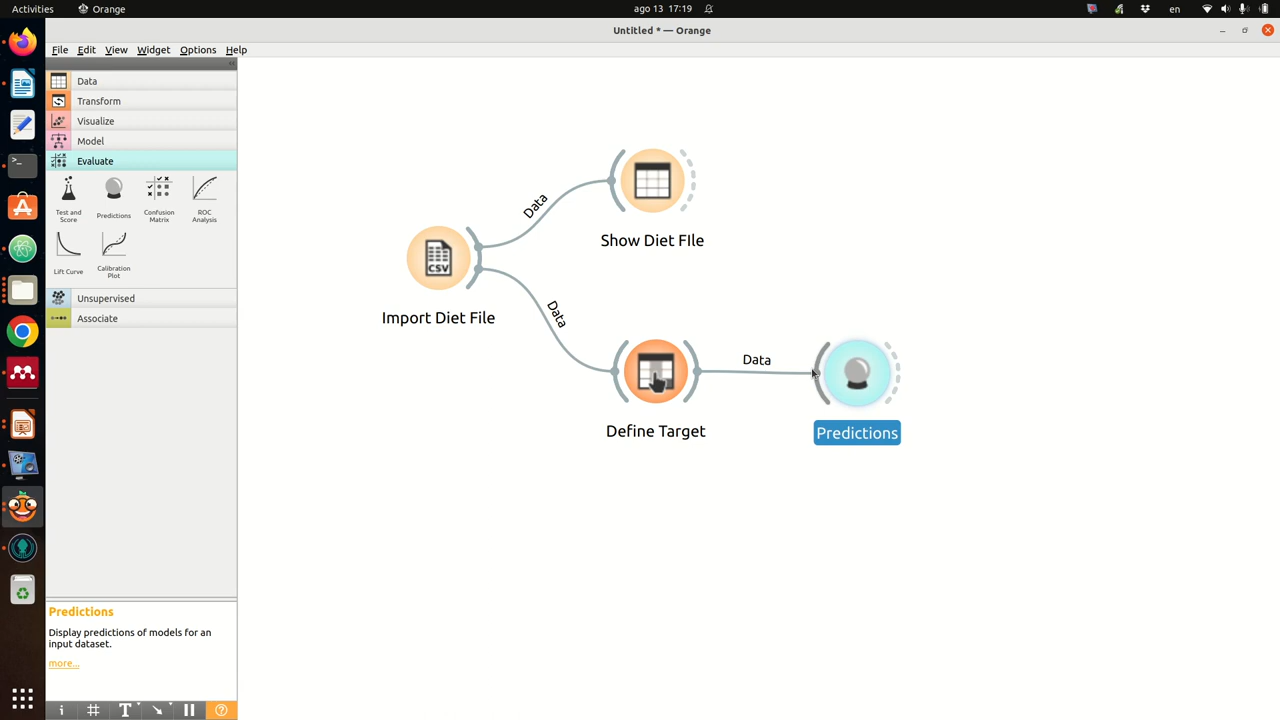 Activities
Orange
ago 13 17:19
en
Untitled * — Orange
File Edit View Widget Options Help
Data
Transform
Visualize
Model
Evaluate
Test and Score
Predictions
Confusion Matrix
ROC Analysis
Lift Curve
Calibration Plot
Unsupervised
Associate
CSV
Import Diet File
Data
Show Diet FIle
Data
Define Target
Data
Predictions
Predictions
Display predictions of models for an
input dataset.
more...